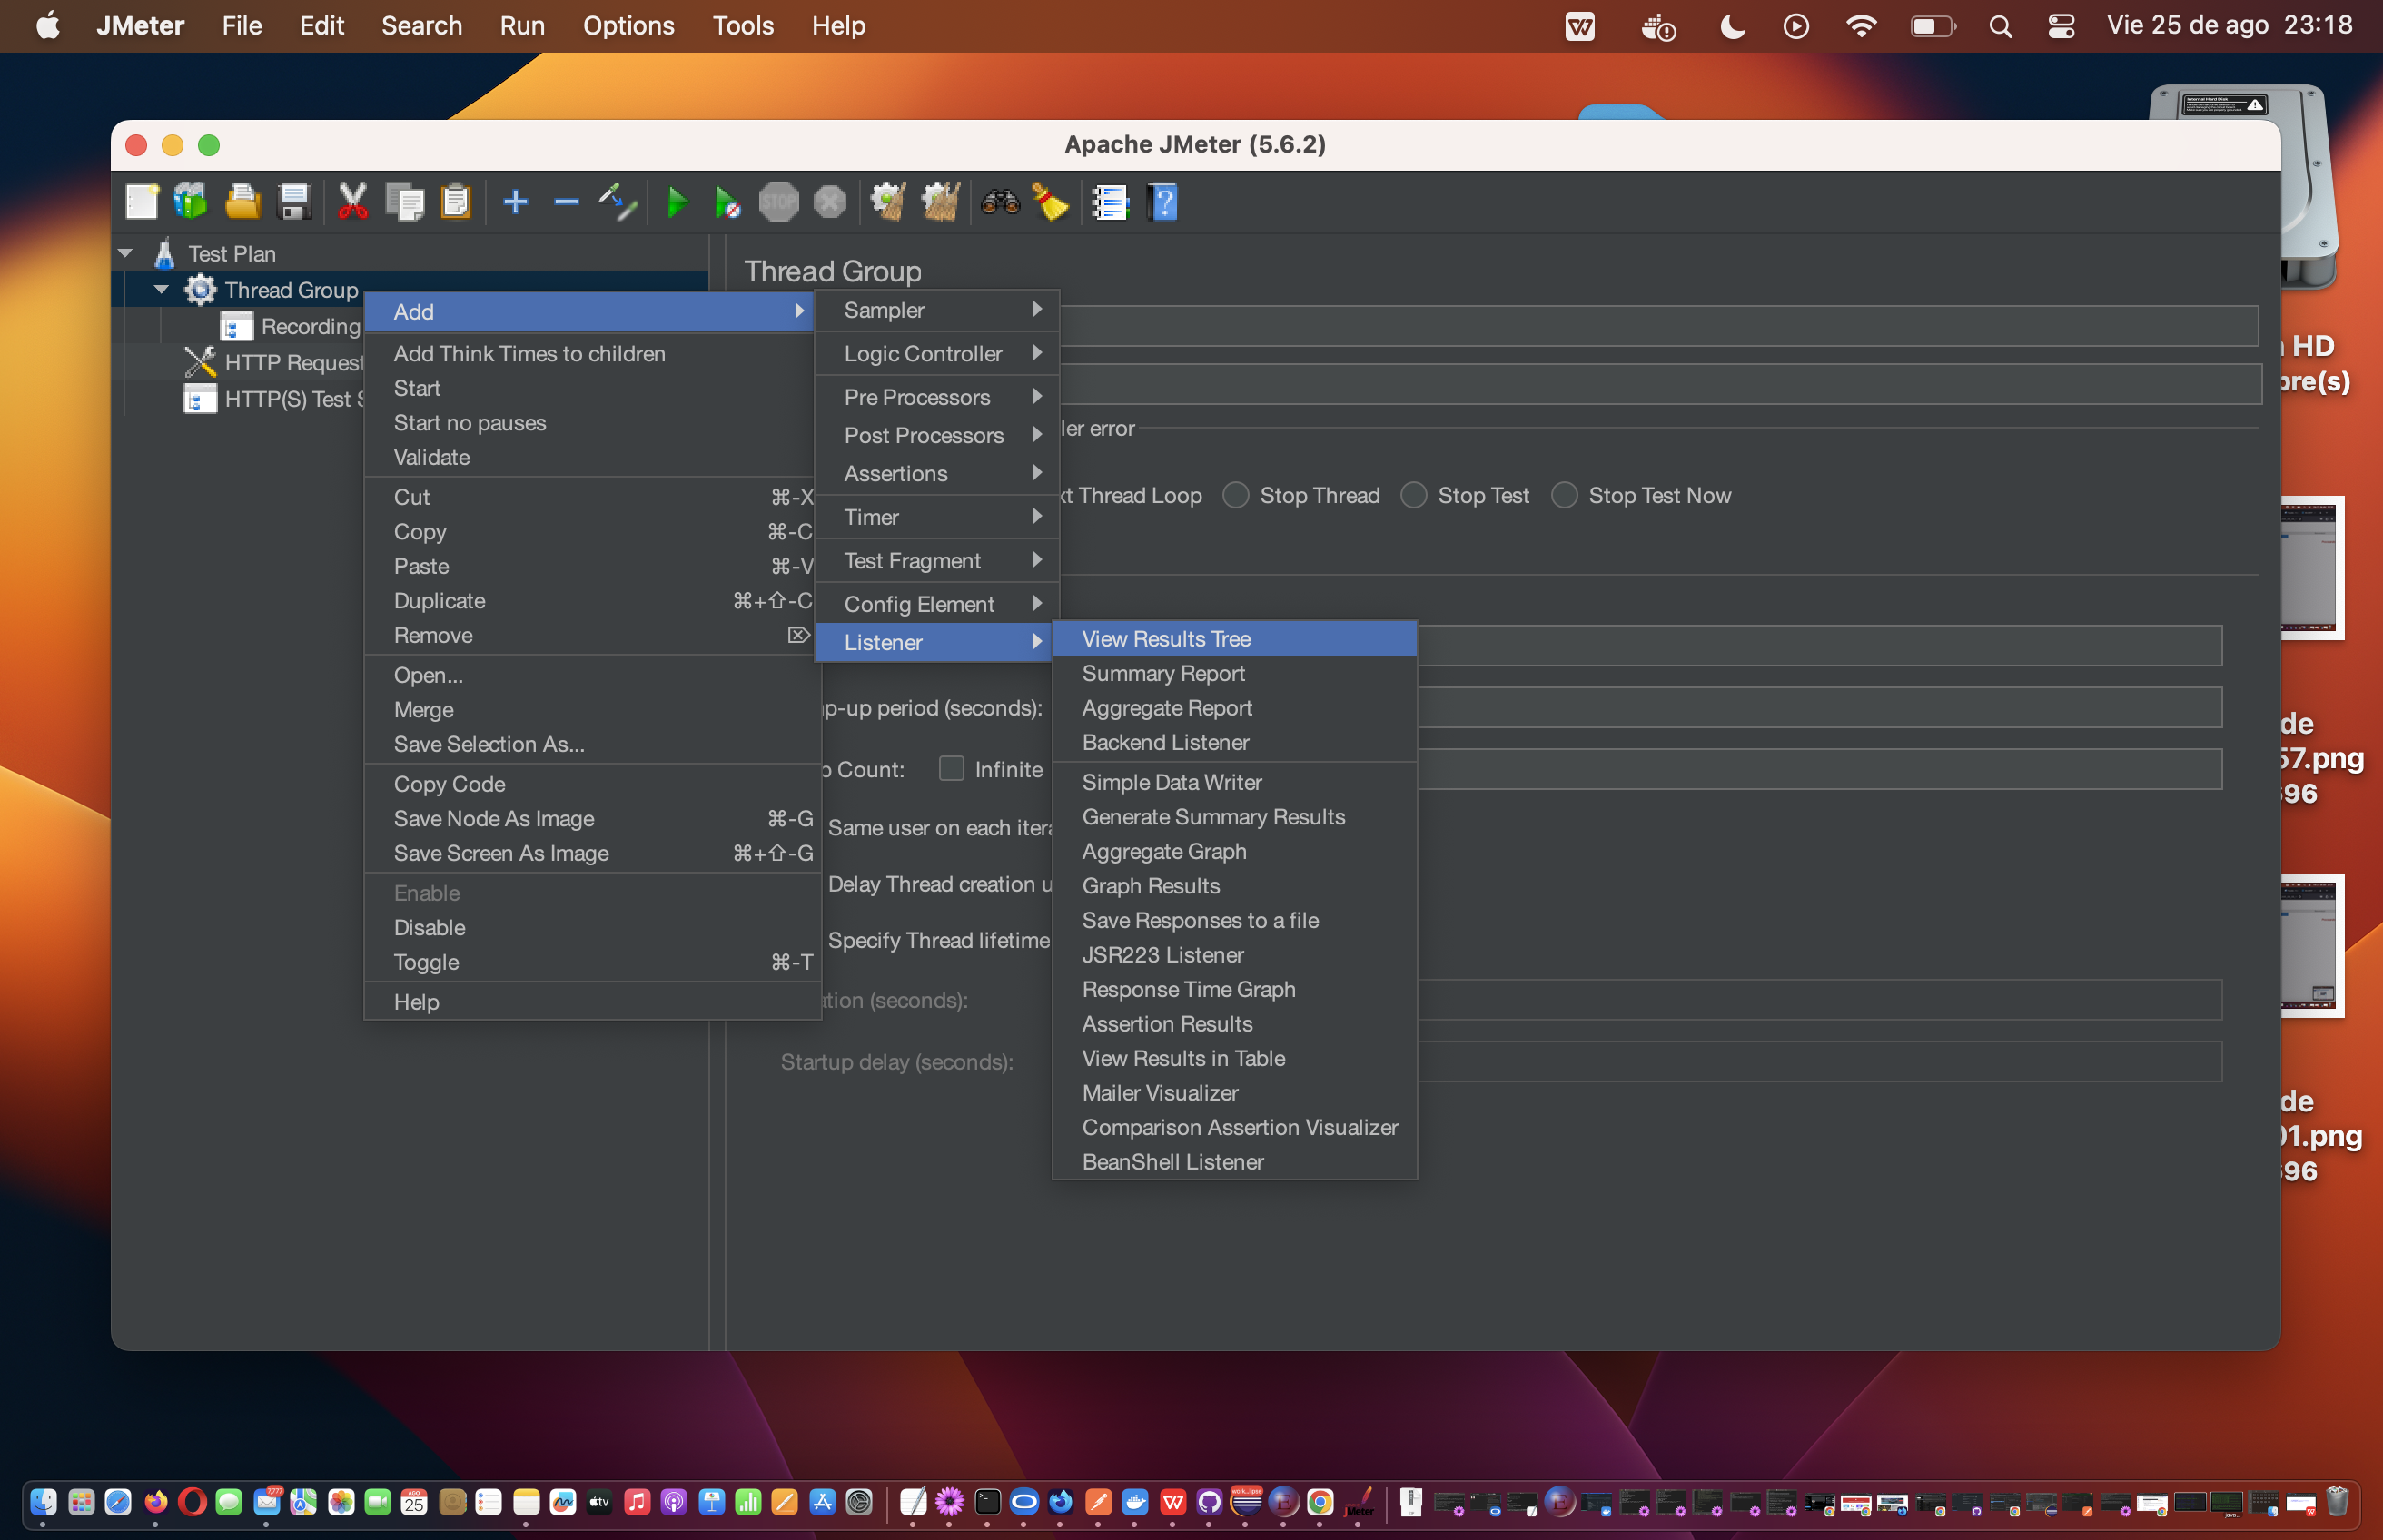 JMeter File Edit Search Run Options Tools Help Vie 25 de ago 23:18
Apache JMeter (5.6.2)
STOP
Test Plan
Thread Group
Recording
HTTP Request
HTTP(S) Test S
Thread Group
ler error
xt Thread Loop Stop Thread Stop Test Stop Test Now
p-up period (seconds):
p Count: Infinite
Same user on each itera
Delay Thread creation u
Specify Thread lifetime
ation (seconds):
Startup delay (seconds):
Add
Add Think Times to children
Start
Start no pauses
Validate
Cut ⌘-X
Copy ⌘-C
Paste ⌘-V
Duplicate ⌘+⇧-C
Remove ⌦
Open...
Merge
Save Selection As...
Copy Code
Save Node As Image ⌘-G
Save Screen As Image ⌘+⇧-G
Enable
Disable
Toggle ⌘-T
Help
Sampler
Logic Controller
Pre Processors
Post Processors
Assertions
Timer
Test Fragment
Config Element
Listener
View Results Tree
Summary Report
Aggregate Report
Backend Listener
Simple Data Writer
Generate Summary Results
Aggregate Graph
Graph Results
Save Responses to a file
JSR223 Listener
Response Time Graph
Assertion Results
View Results in Table
Mailer Visualizer
Comparison Assertion Visualizer
BeanShell Listener
HD
bre(s)
de
57.png
96
de
01.png
96
7,777
AGO
25
tv